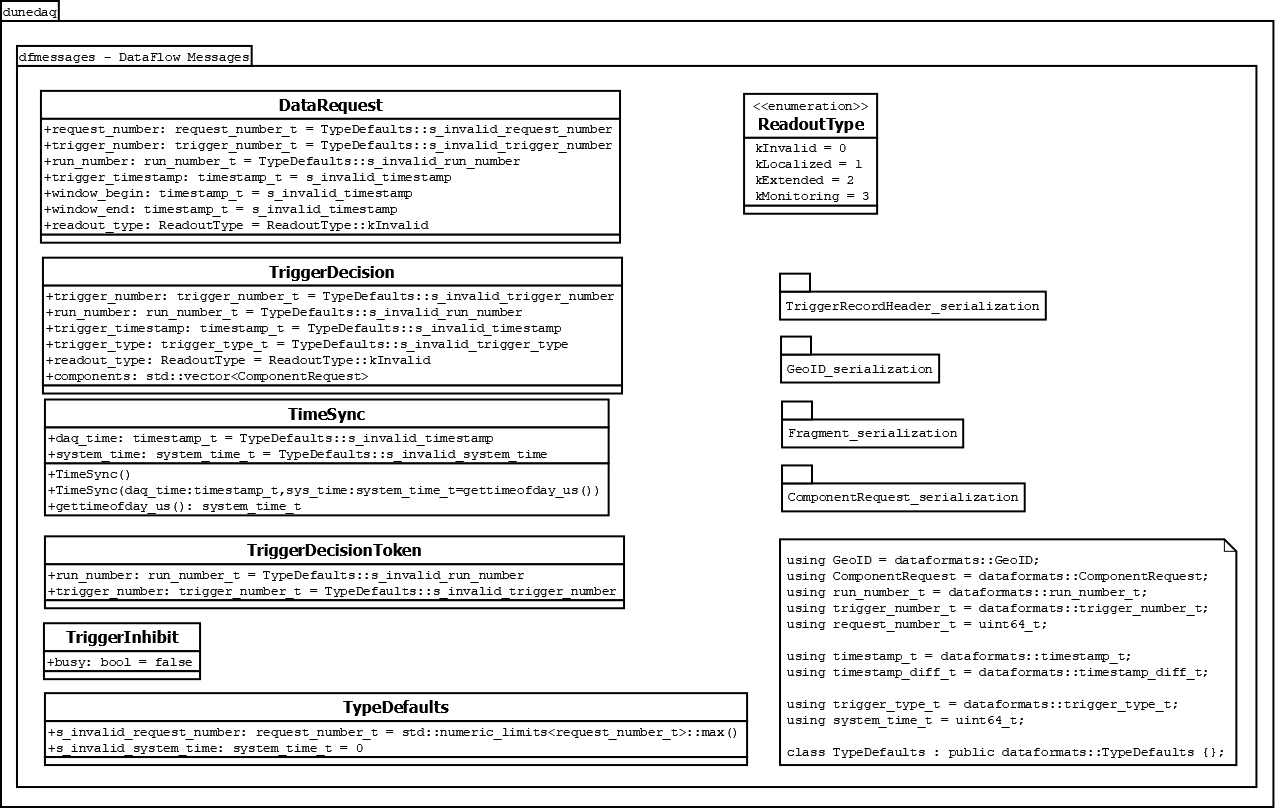 dunedaq
dfmessages - DataFlow Messages
DataRequest
+request_number: request_number_t = TypeDefaults::s_invalid_request_number
+trigger_number: trigger_number_t = TypeDefaults::s_invalid_trigger_number
+run_number: run_number_t = TypeDefaults::s_invalid_run_number
+trigger_timestamp: timestamp_t = s_invalid_timestamp
+window_begin: timestamp_t = s_invalid_timestamp
+window_end: timestamp_t = s_invalid_timestamp
+readout_type: ReadoutType = ReadoutType::kInvalid
TriggerDecision
+trigger_number: trigger_number_t = TypeDefaults::s_invalid_trigger_number
+run_number: run_number_t = TypeDefaults::s_invalid_run_number
+trigger_timestamp: timestamp_t = TypeDefaults::s_invalid_timestamp
+trigger_type: trigger_type_t = TypeDefaults::s_invalid_trigger_type
+readout_type: ReadoutType = ReadoutType::kInvalid
+components: std::vector<ComponentRequest>
TimeSync
+daq_time: timestamp_t = TypeDefaults::s_invalid_timestamp
+system_time: system_time_t = TypeDefaults::s_invalid_system_time
+TimeSync()
+TimeSync(daq_time:timestamp_t,sys_time:system_time_t=gettimeofday_us())
+gettimeofday_us(): system_time_t
TriggerDecisionToken
+run_number: run_number_t = TypeDefaults::s_invalid_run_number
+trigger_number: trigger_number_t = TypeDefaults::s_invalid_trigger_number
TriggerInhibit
+busy: bool = false
TypeDefaults
+s_invalid_request_number: request_number_t = std::numeric_limits<request_number_t>::max()
+s_invalid_system_time: system_time_t = 0
<<enumeration>>
ReadoutType
kInvalid = 0
kLocalized = 1
kExtended = 2
kMonitoring = 3
TriggerRecordHeader_serialization
GeoID_serialization
Fragment_serialization
ComponentRequest_serialization
using GeoID = dataformats::GeoID;
using ComponentRequest = dataformats::ComponentRequest;
using run_number_t = dataformats::run_number_t;
using trigger_number_t = dataformats::trigger_number_t;
using request_number_t = uint64_t;
using timestamp_t = dataformats::timestamp_t;
using timestamp_diff_t = dataformats::timestamp_diff_t;
using trigger_type_t = dataformats::trigger_type_t;
using system_time_t = uint64_t;
class TypeDefaults : public dataformats::TypeDefaults {};